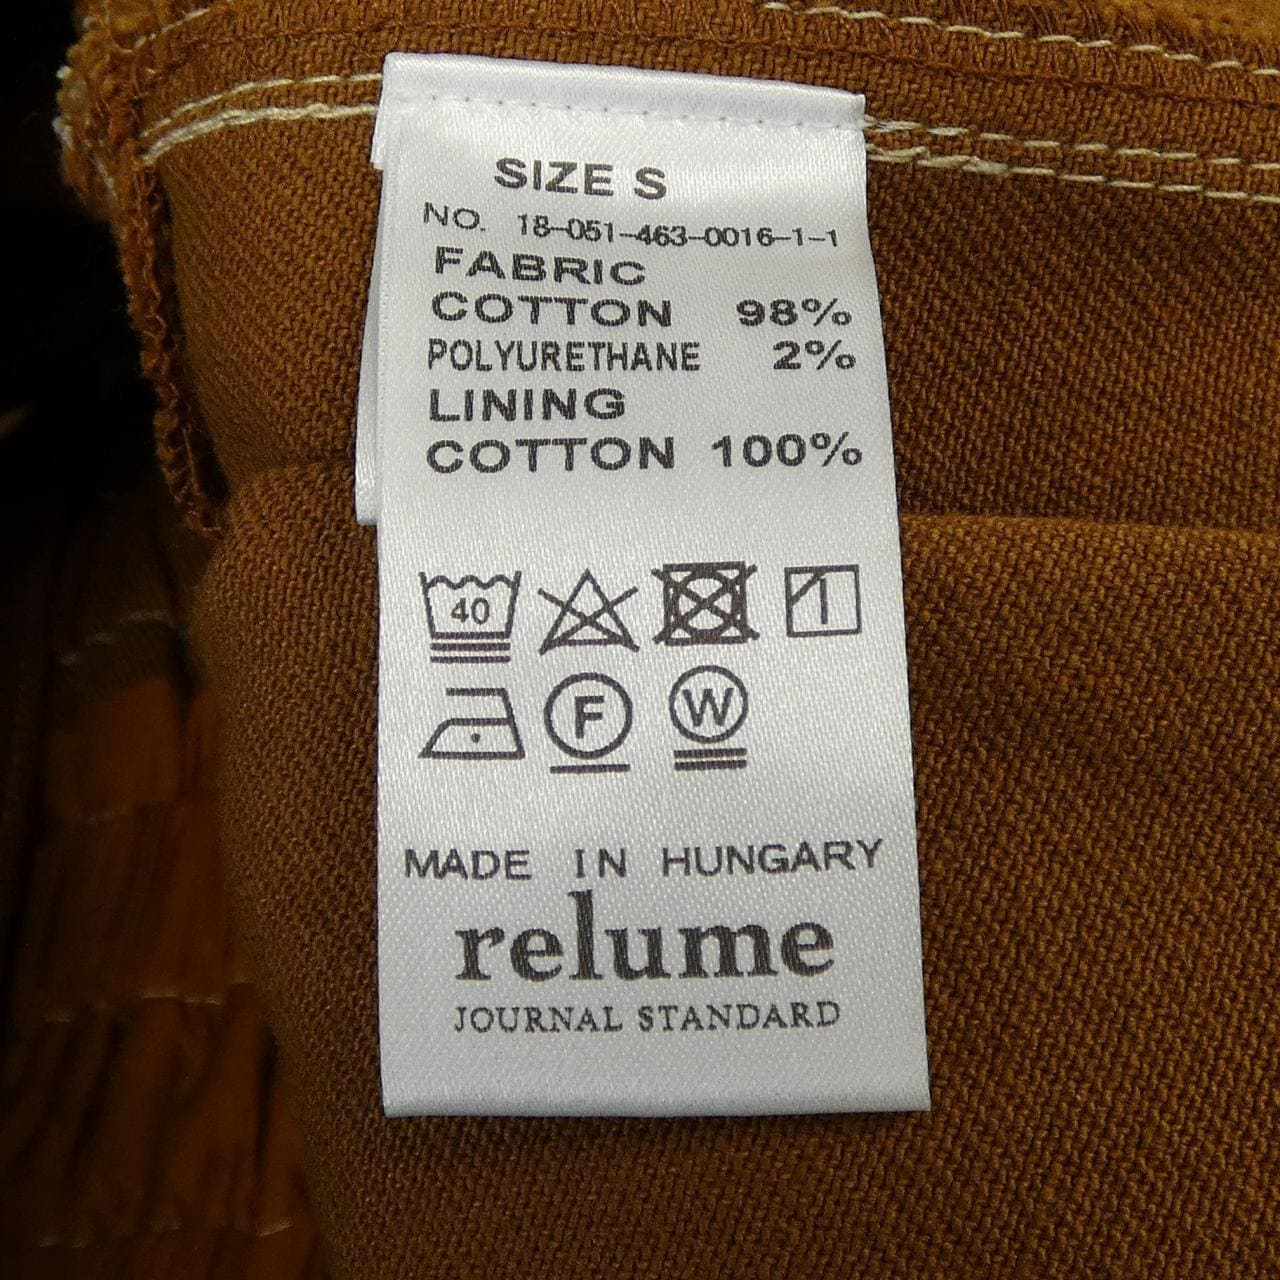 SIZE S
NO. 18-051-463-0016-1-1
FABRIC
COTTON 98%
POLYURETHANE 2%
LINING
COTTON 100%
40
F W
MADE IN HUNGARY
relume
JOURNAL STANDARD